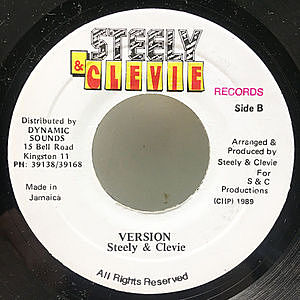 STEELY
& CLEVIE
RECORDS
Side B
Distributed by
DYNAMIC
SOUNDS
15 Bell Road
Kingston 11
PH: 39138/39168
Made in
Jamaica
Arranged &
Produced by
Steely & Clevie
For
S & C
Productions
(C)(P) 1989
VERSION
Steely & Clevie
All Rights Reserved